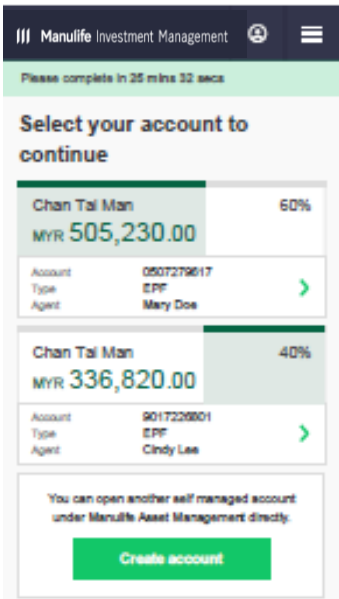 Manulife Investment Management
Please complete in 25 mins 32 secs
Select your account to
continue
Chan Tai Man 60%
MYR 505,230.00
Account 0507279617
Type EPF
Agent Mary Doe
Chan Tai Man 40%
MYR 336,820.00
Account 9017226801
Type EPF
Agent Cindy Lee
You can open another self managed account
under Manulife Asset Management directly.
Create account